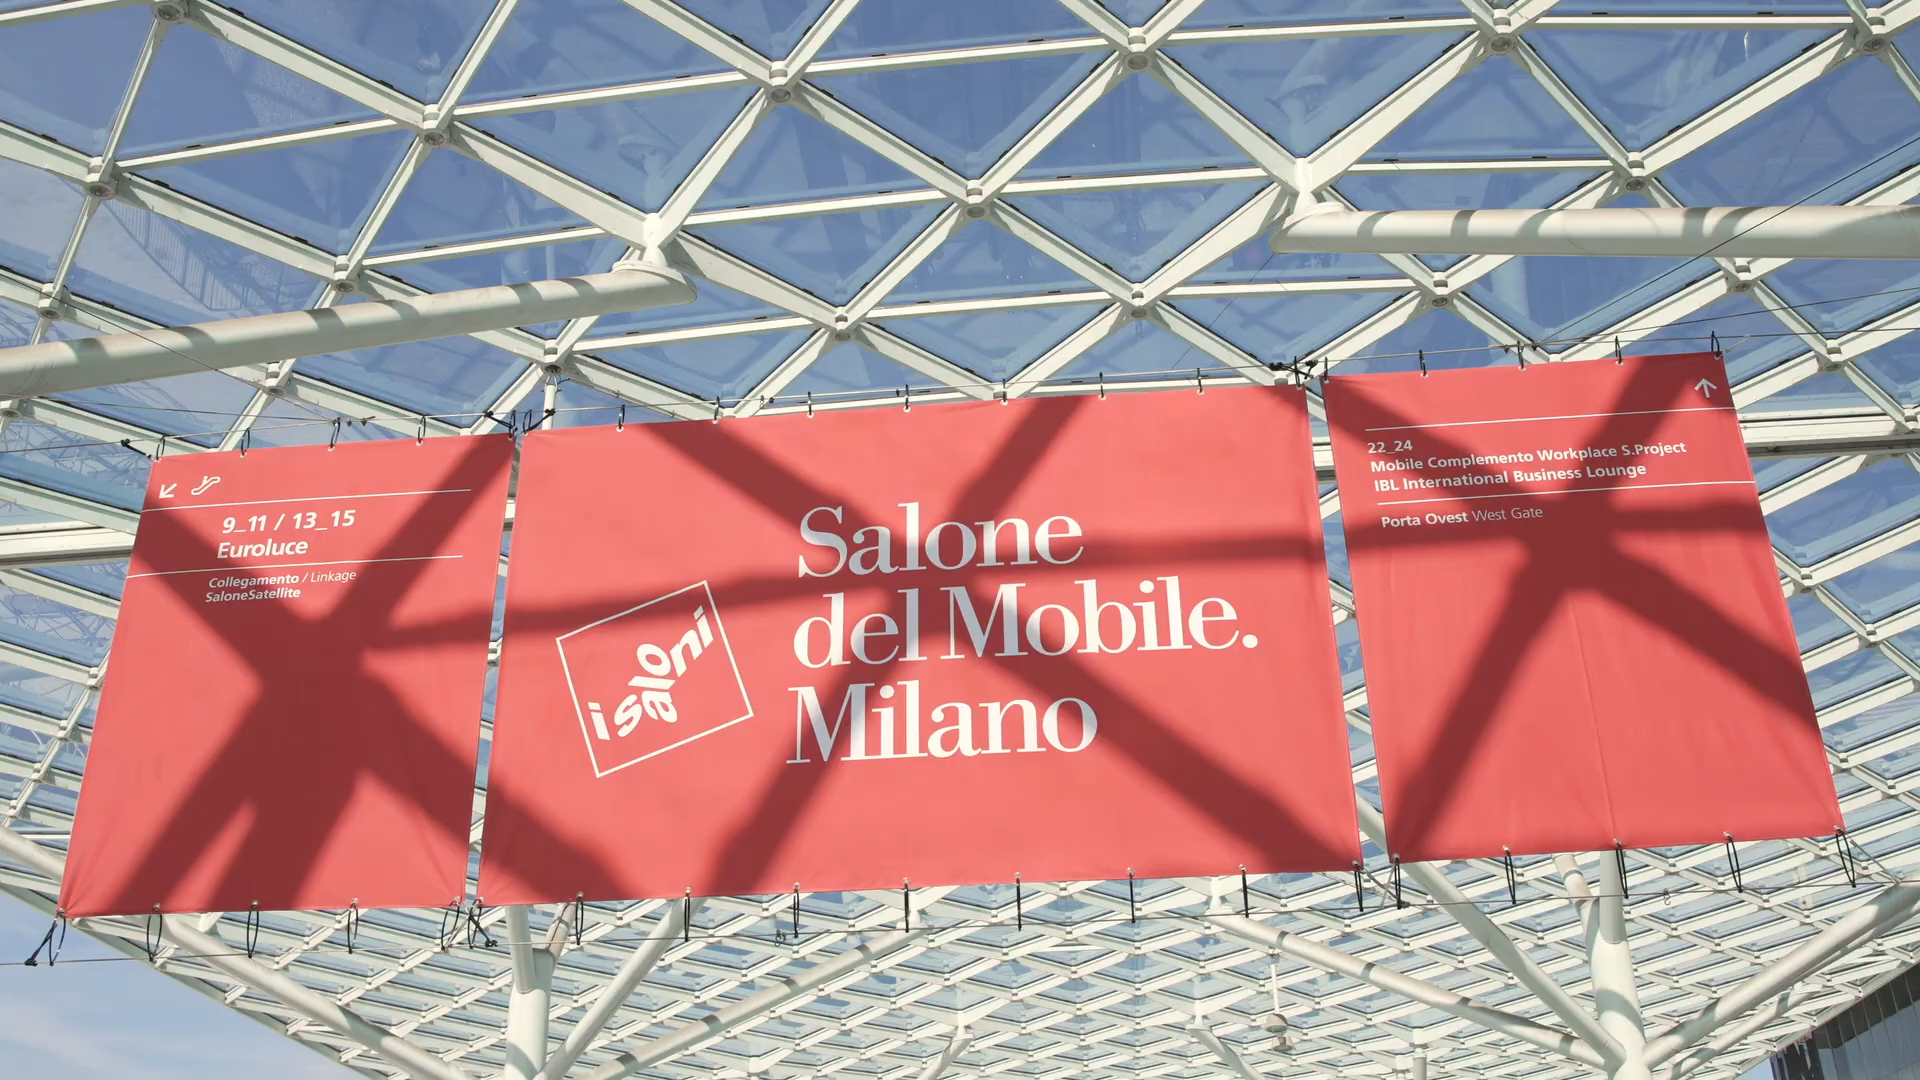 9_11 / 13_15
Euroluce
Collegamento / Linkage
SaloneSatellite
i saloni
Salone
del Mobile.
Milano
22_24
Mobile Complemento Workplace S.Project
IBL International Business Lounge
Porta Ovest West Gate